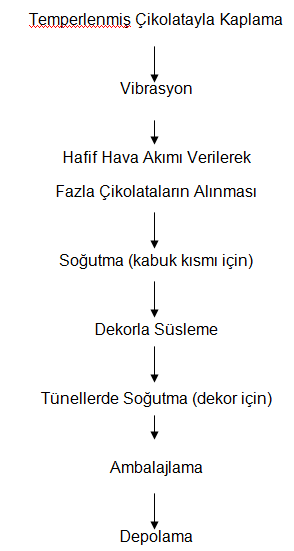 Temperlenmiş Çikolatayla Kaplama
Vibrasyon
Hafif Hava Akımı Verilerek
Fazla Çikolataların Alınması
Soğutma (kabuk kısmı için)
Dekorla Süsleme
Tünellerde Soğutma (dekor için)
Ambalajlama
Depolama